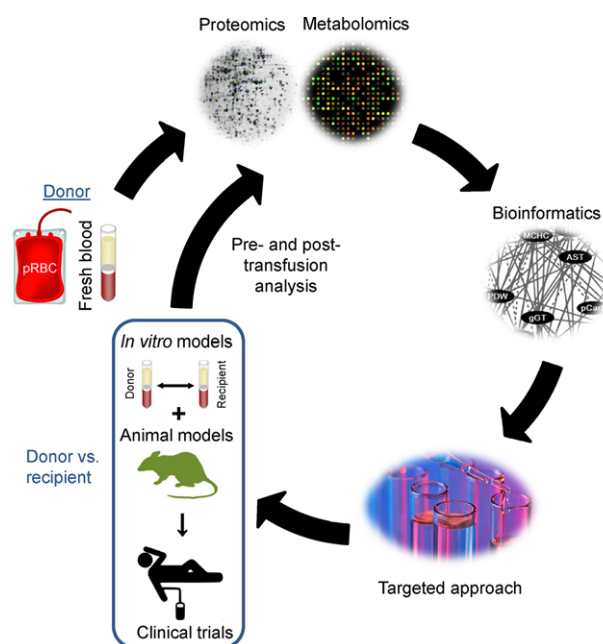 Proteomics
Metabolomics
Donor
pRBC
Fresh blood
Pre- and post-
transfusion
analysis
Bioinformatics
MCHC
AST
PDW
gGT
pCar
In vitro models
Donor
Recipient
+
Animal models
Donor vs.
recipient
Clinical trials
Targeted approach